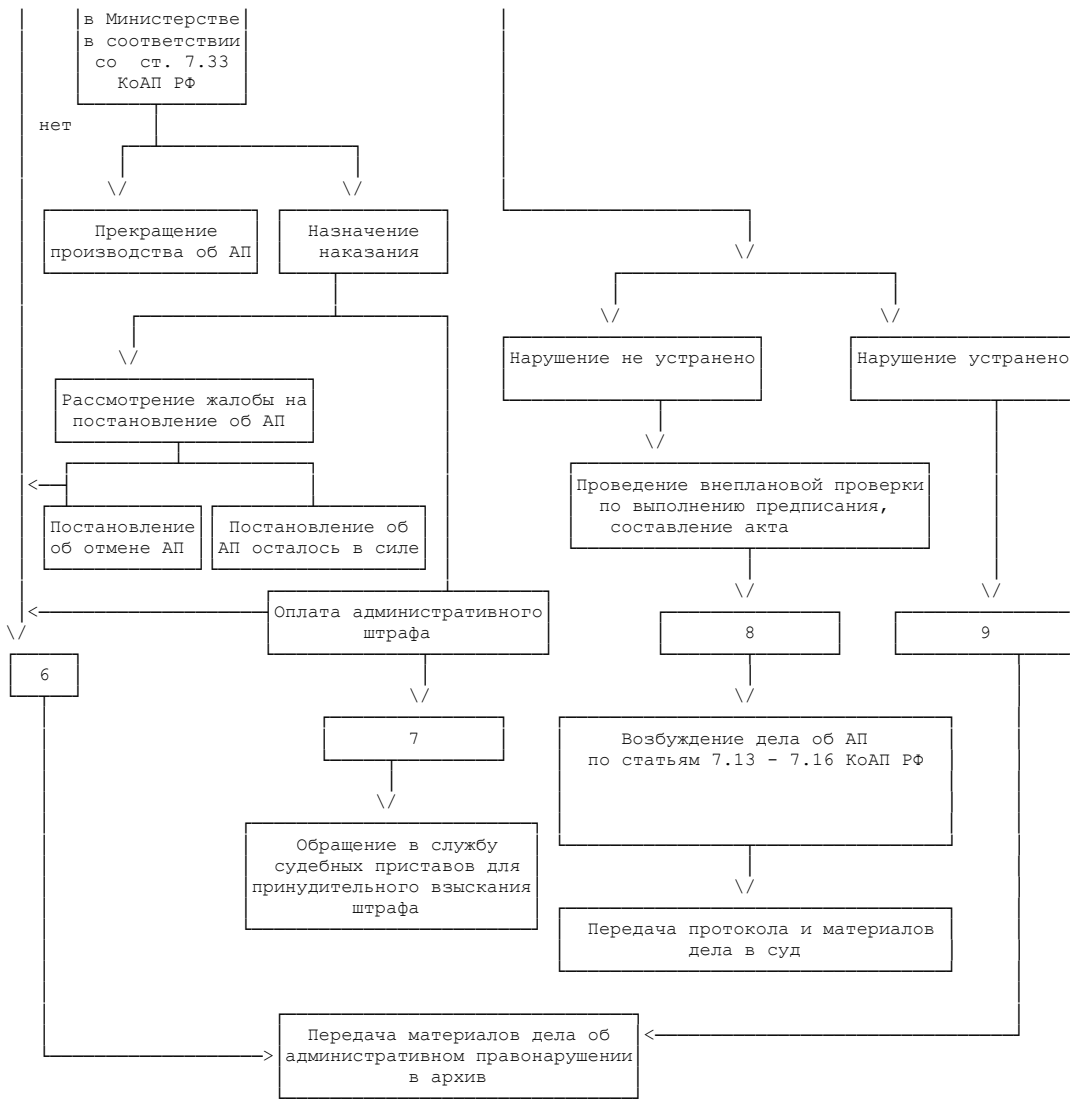 в Министерстве
в соответствии
со ст. 7.33
КоАП РФ
нет
Прекращение
производства об АП
Назначение
наказания
Нарушение не устранено
Нарушение устранено
Рассмотрение жалобы на
постановление об АП
Проведение внеплановой проверки
по выполнению предписания,
составление акта
Постановление
об отмене АП
Постановление об
АП осталось в силе
Оплата административного
штрафа
8
9
6
7
Возбуждение дела об АП
по статьям 7.13 - 7.16 КоАП РФ
Обращение в службу
судебных приставов для
принудительного взыскания
штрафа
Передача протокола и материалов
дела в суд
Передача материалов дела об
административном правонарушении
в архив